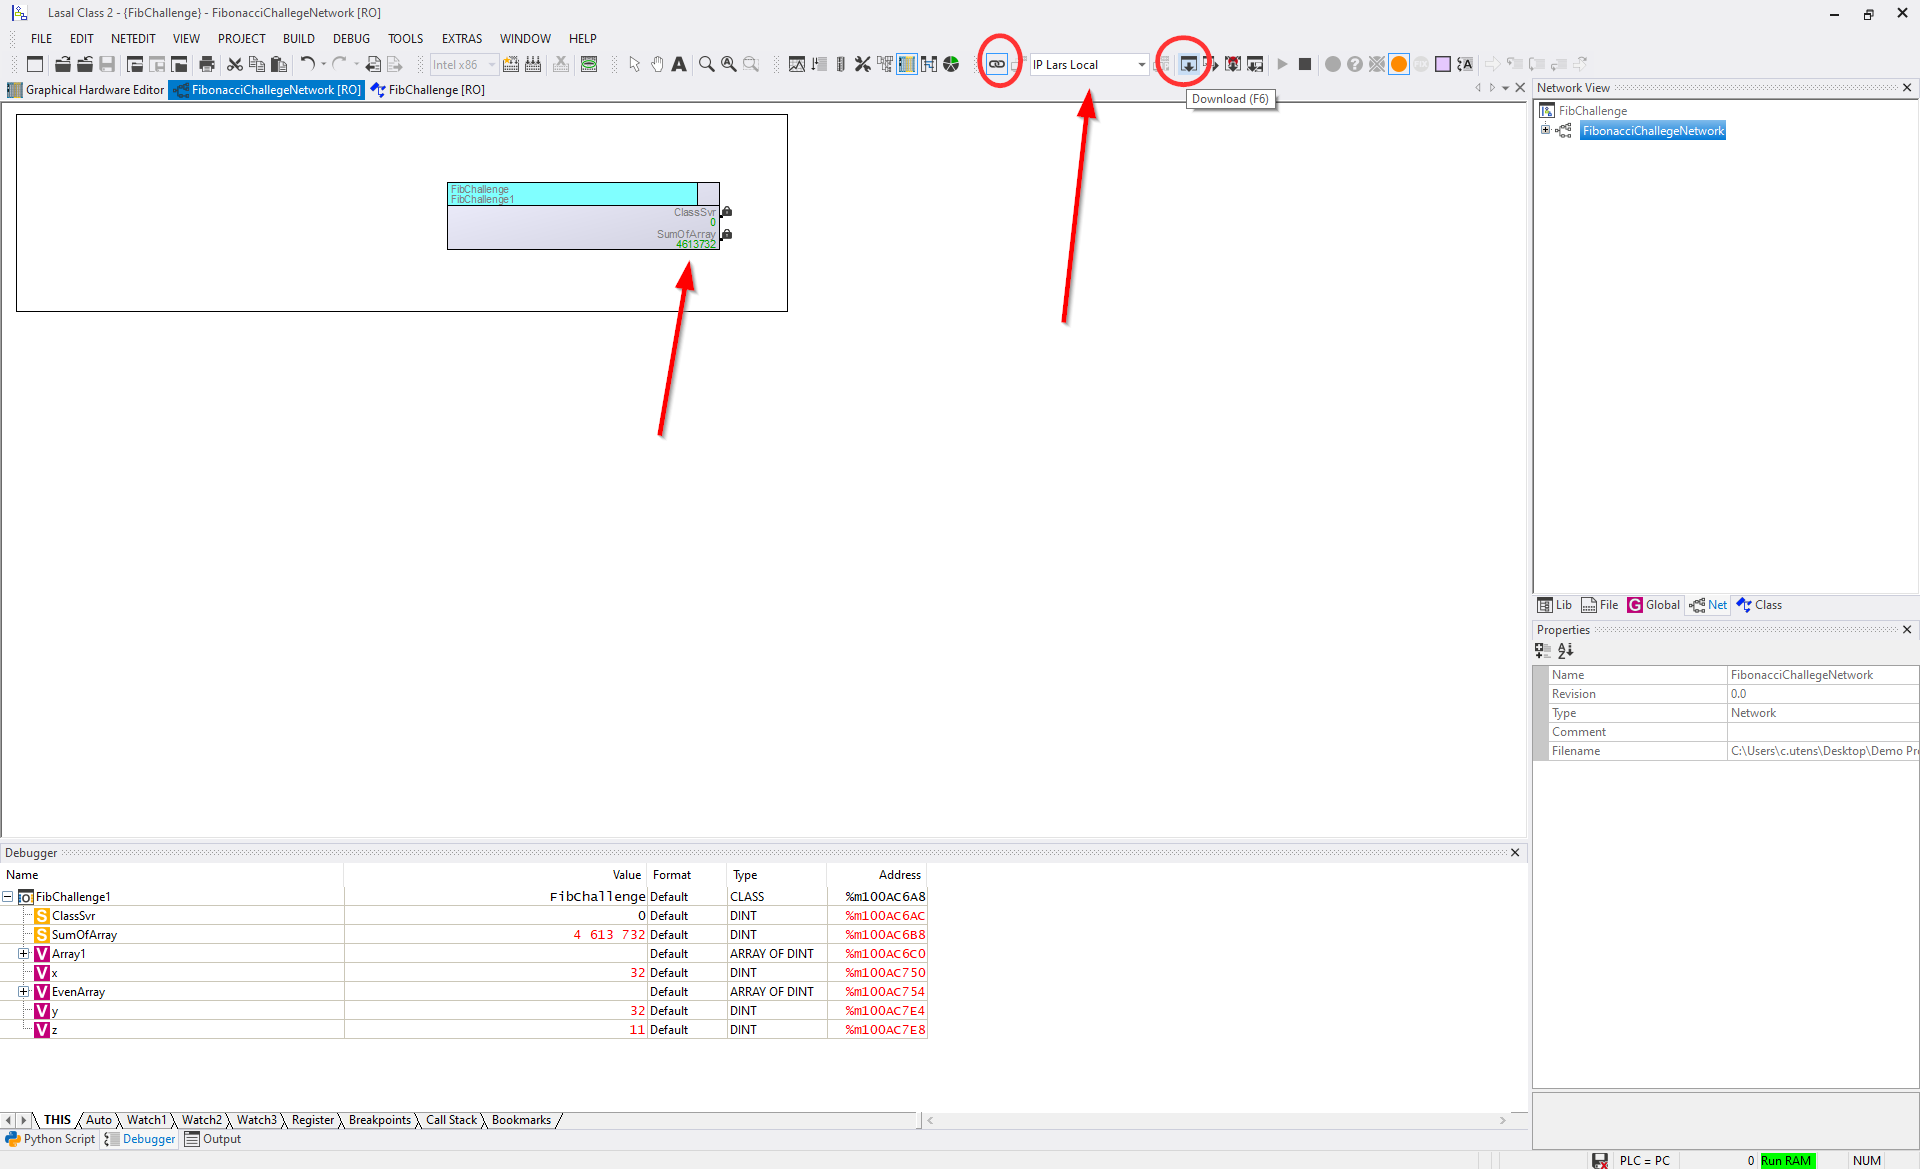 Lasal Class 2 - {FibChallenge} - FibonacciChallegeNetwork [RO]
FILE EDIT NETEDIT VIEW PROJECT BUILD DEBUG TOOLS EXTRAS WINDOW HELP
Intel x86 IP Lars Local
Graphical Hardware Editor FibonacciChallegeNetwork [RO] FibChallenge [RO]
Download (F6)
FibChallenge
FibChallenge1
ClassSvr
0
SumOfArray
4613732
Network View
FibChallenge
FibonacciChallegeNetwork
Lib File Global Net Class
Properties
Name FibonacciChallegeNetwork
Revision 0.0
Type Network
Comment
Filename C:\Users\c.utens\Desktop\Demo Pr
Debugger
Name Value Format Type Address
FibChallenge1 FibChallenge Default CLASS %m100AC6A8
S ClassSvr 0 Default DINT %m100AC6AC
S SumOfArray 4 613 732 Default DINT %m100AC6B8
V Array1 Default ARRAY OF DINT %m100AC6C0
V x 32 Default DINT %m100AC750
V EvenArray Default ARRAY OF DINT %m100AC754
V y 32 Default DINT %m100AC7E4
V z 11 Default DINT %m100AC7E8
THIS Auto Watch1 Watch2 Watch3 Register Breakpoints Call Stack Bookmarks
Python Script Debugger Output
PLC = PC 0 Run RAM NUM